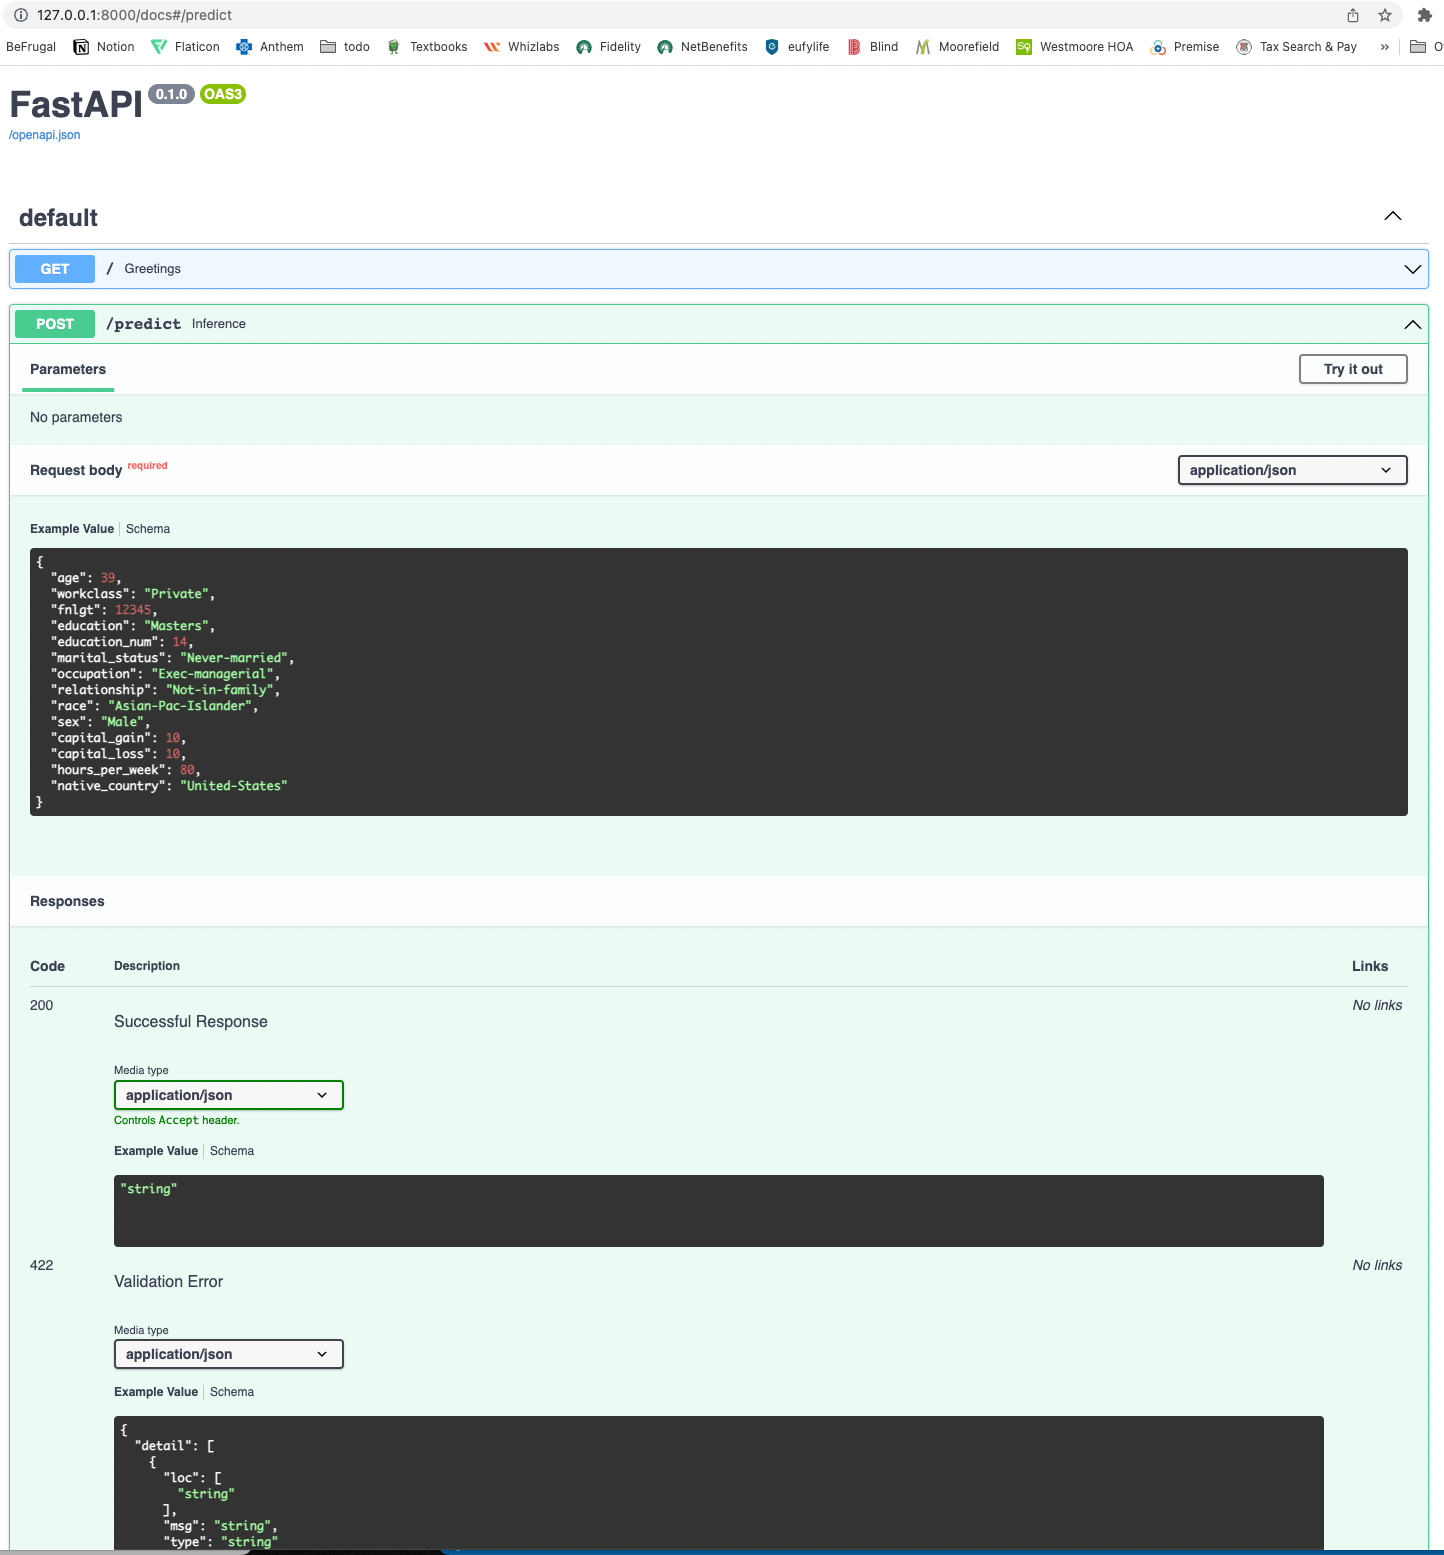 127.0.0.1:8000/docs#/predict
BeFrugal Notion Flaticon Anthem todo Textbooks Whizlabs Fidelity NetBenefits eufylife Blind Moorefield SQ Westmoore HOA Premise Tax Search & Pay » O
FastAPI 0.1.0 OAS3
/openapi.json
default
GET / Greetings
POST /predict Inference
Parameters Try it out
No parameters
Request body required application/json
Example Value Schema
{
"age": 39,
"workclass": "Private",
"fnlgt": 12345,
"education": "Masters",
"education_num": 14,
"marital_status": "Never-married",
"occupation": "Exec-managerial",
"relationship": "Not-in-family",
"race": "Asian-Pac-Islander",
"sex": "Male",
"capital_gain": 10,
"capital_loss": 10,
"hours_per_week": 80,
"native_country": "United-States"
}
Responses
Code Description Links
200 No links
Successful Response
Media type
application/json
Controls Accept header.
Example Value Schema
"string"
422 No links
Validation Error
Media type
application/json
Example Value Schema
{
"detail": [
{
"loc": [
"string"
],
"msg": "string",
"type": "string"